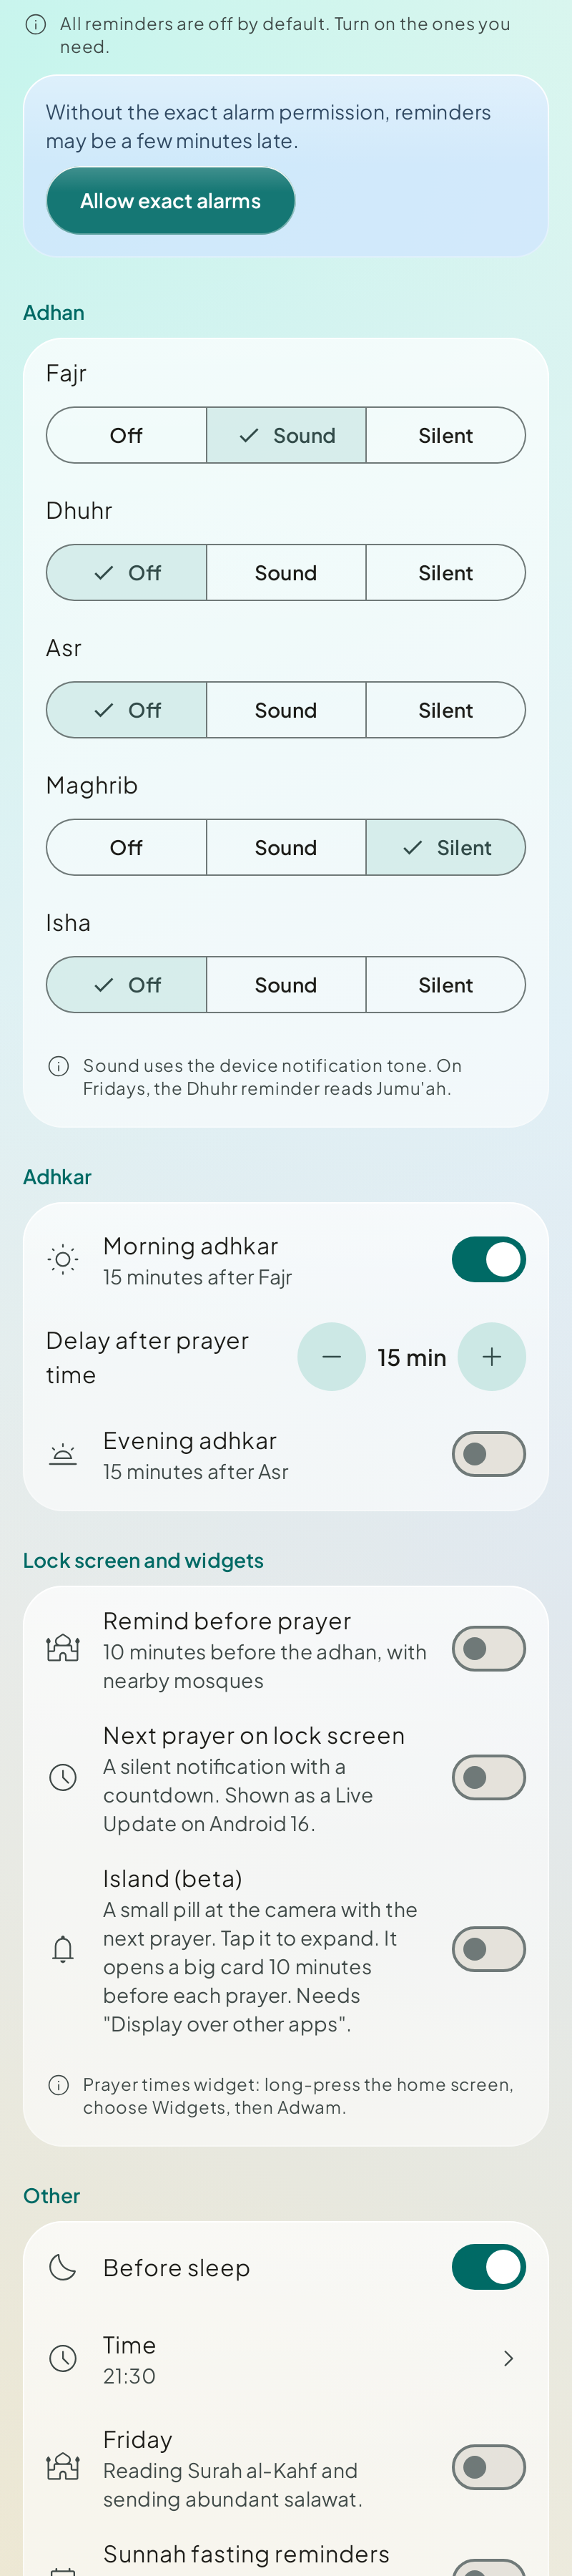 All reminders are off by default. Turn on the ones you
need.
Without the exact alarm permission, reminders
may be a few minutes late.
Allow exact alarms
Adhan
Fajr
Off Sound Silent
Dhuhr
Off Sound Silent
Asr
Off Sound Silent
Maghrib
Off Sound Silent
Isha
Off Sound Silent
Sound uses the device notification tone. On
Fridays, the Dhuhr reminder reads Jumu'ah.
Adhkar
Morning adhkar
15 minutes after Fajr
Delay after prayer
time
15 min
Evening adhkar
15 minutes after Asr
Lock screen and widgets
Remind before prayer
10 minutes before the adhan, with
nearby mosques
Next prayer on lock screen
A silent notification with a
countdown. Shown as a Live
Update on Android 16.
Island (beta)
A small pill at the camera with the
next prayer. Tap it to expand. It
opens a big card 10 minutes
before each prayer. Needs
"Display over other apps".
Prayer times widget: long-press the home screen,
choose Widgets, then Adwam.
Other
Before sleep
Time
21:30
Friday
Reading Surah al-Kahf and
sending abundant salawat.
Sunnah fasting reminders